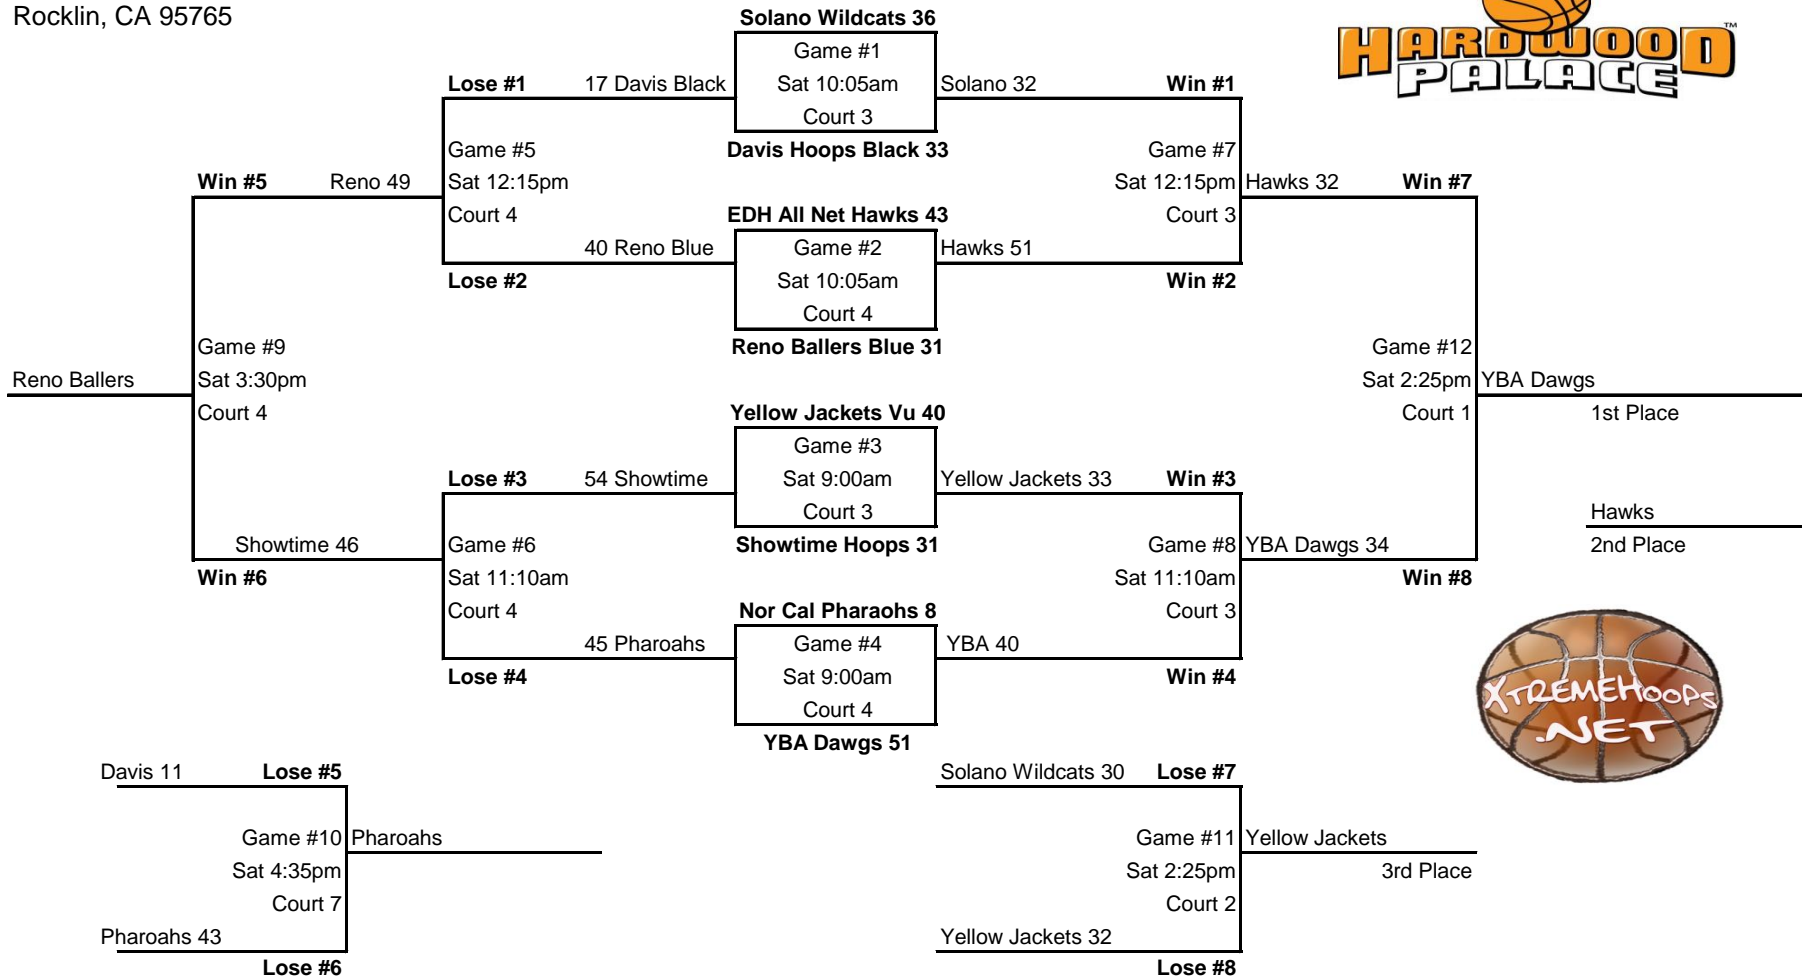 Rocklin, CA 95765
Solano Wildcats 36
HARDWOOD
PALACE
TM
Game #1
Lose #1 17 Davis Black Sat 10:05am Solano 32 Win #1
Court 3
Game #5 Davis Hoops Black 33 Game #7
Win #5 Reno 49 Sat 12:15pm Sat 12:15pm Hawks 32 Win #7
Court 4 EDH All Net Hawks 43 Court 3
40 Reno Blue Game #2 Hawks 51
Lose #2 Sat 10:05am Win #2
Court 4
Game #9 Reno Ballers Blue 31 Game #12
Reno Ballers Sat 3:30pm Sat 2:25pm YBA Dawgs
Court 4 Yellow Jackets Vu 40 Court 1 1st Place
Game #3
Lose #3 54 Showtime Sat 9:00am Yellow Jackets 33 Win #3
Court 3 Hawks
Showtime 46 Game #6 Showtime Hoops 31 Game #8 YBA Dawgs 34 2nd Place
Win #6 Sat 11:10am Sat 11:10am Win #8
Court 4 Nor Cal Pharaohs 8 Court 3
45 Pharoahs Game #4 YBA 40
Lose #4 Sat 9:00am Win #4
Court 4
XTREMEHOOPS
.NET
YBA Dawgs 51
Davis 11 Lose #5 Solano Wildcats 30 Lose #7
Game #10 Pharoahs Game #11 Yellow Jackets
Sat 4:35pm Sat 2:25pm 3rd Place
Court 7 Court 2
Pharoahs 43 Yellow Jackets 32
Lose #6 Lose #8